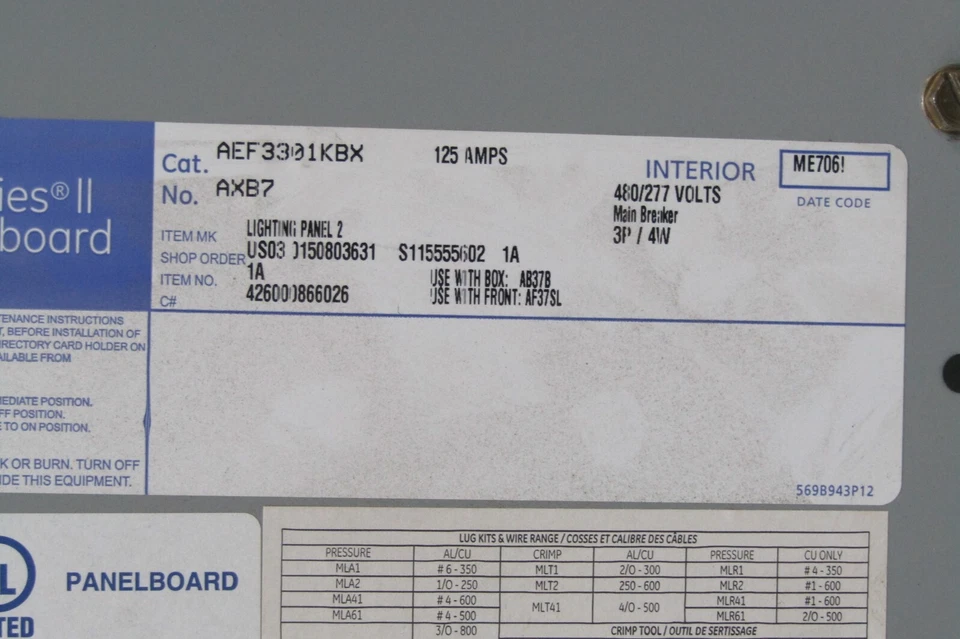 ies® II
board
Cat. No. AEF3301KBX
AXB7
125 AMPS
INTERIOR
480/277 VOLTS
Main Breaker
3P / 4W
ME706!
DATE CODE
ITEM MK LIGHTING PANEL 2
SHOP ORDER US03 0150803631 S115555602 1A
ITEM NO. 1A
C# 426000866026
USE WITH BOX: AB37B
USE WITH FRONT: AF37SL
TENANCE INSTRUCTIONS
T, BEFORE INSTALLATION OF
IRECTORY CARD HOLDER ON
AILABLE FROM
EDIATE POSITION.
FF POSITION.
E TO ON POSITION.
K OR BURN. TURN OFF
IDE THIS EQUIPMENT.
569B943P12
L
TED
PANELBOARD
LUG KITS & WIRE RANGE / COSSES ET CALIBRE DES CÂBLES
PRESSURE AL/CU CRIMP AL/CU PRESSURE CU ONLY
MLA1 #6-350 MLT1 2/0-300 MLR1 #4-350
MLA2 1/0-250 MLT2 250-600 MLR2 #1-600
MLA41 #4-600 MLT41 4/0-500 MLR41 #1-600
MLA61 #4-500 MLR61 2/0-500
3/0-800 CRIMP TOOL / OUTIL DE SERTISSAGE